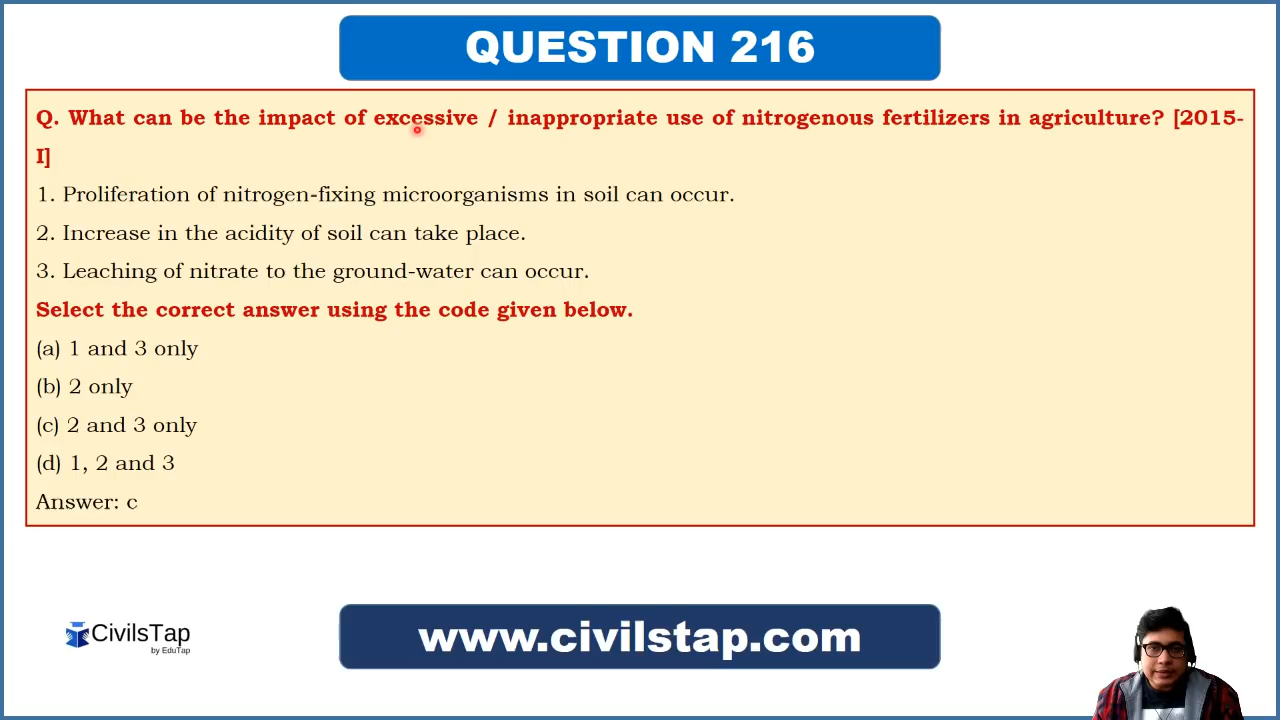 QUESTION 216
Q. What can be the impact of excessive / inappropriate use of nitrogenous fertilizers in agriculture? [2015-
I]
1. Proliferation of nitrogen-fixing microorganisms in soil can occur.
2. Increase in the acidity of soil can take place.
3. Leaching of nitrate to the ground-water can occur.
Select the correct answer using the code given below.
(a) 1 and 3 only
(b) 2 only
(c) 2 and 3 only
(d) 1, 2 and 3
Answer: c
CivilsTap
by EduTap
www.civilstap.com